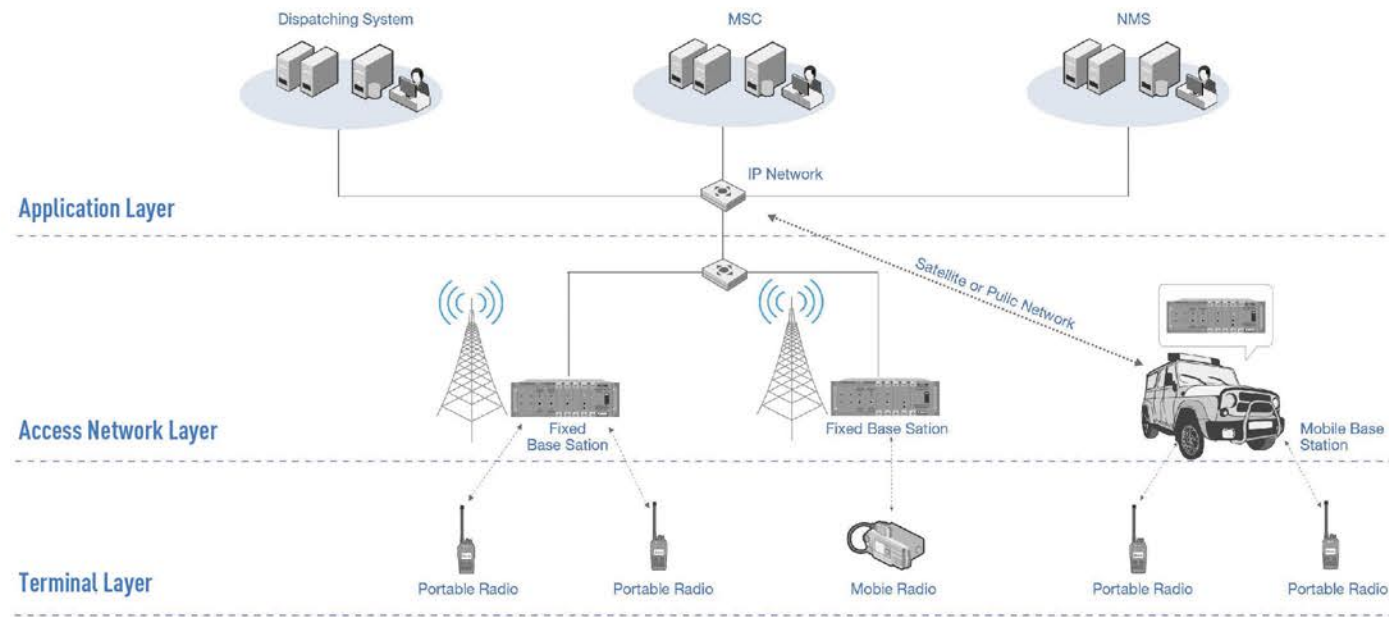 Dispatching System
MSC
NMS
IP Network
Application Layer
Satellite or Pulic Network
Access Network Layer
Fixed
Base Sation
Fixed Base Sation
Mobile Base
Station
Terminal Layer
Portable Radio
Portable Radio
Mobie Radio
Portable Radio
Portable Radio